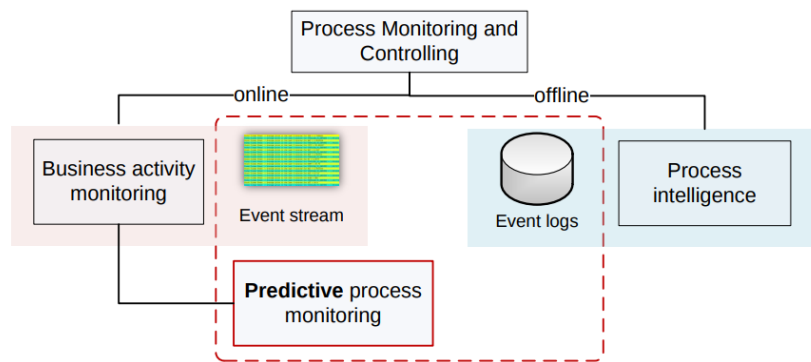 Process Monitoring and
Controlling
online
offline
Business activity
monitoring
Event stream
Event logs
Process
intelligence
Predictive process
monitoring